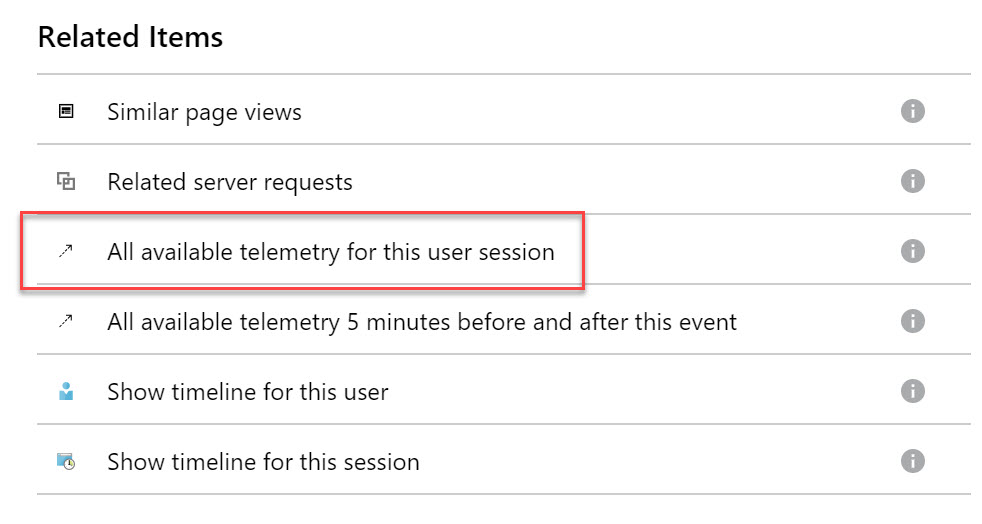 Related Items
Similar page views
Related server requests
All available telemetry for this user session
All available telemetry 5 minutes before and after this event
Show timeline for this user
Show timeline for this session